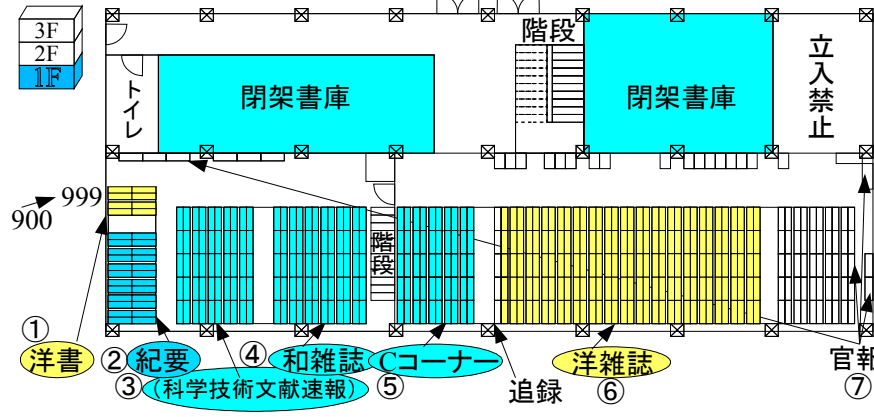 3F
2F
1F
トイレ
閉架書庫
階段
閉架書庫
立入禁止
900
999
階段
①
洋書
②
紀要
③
(科学技術文献速報)
④
和雑誌
Cコーナー
⑤
追録
洋雑誌
⑥
官報
⑦